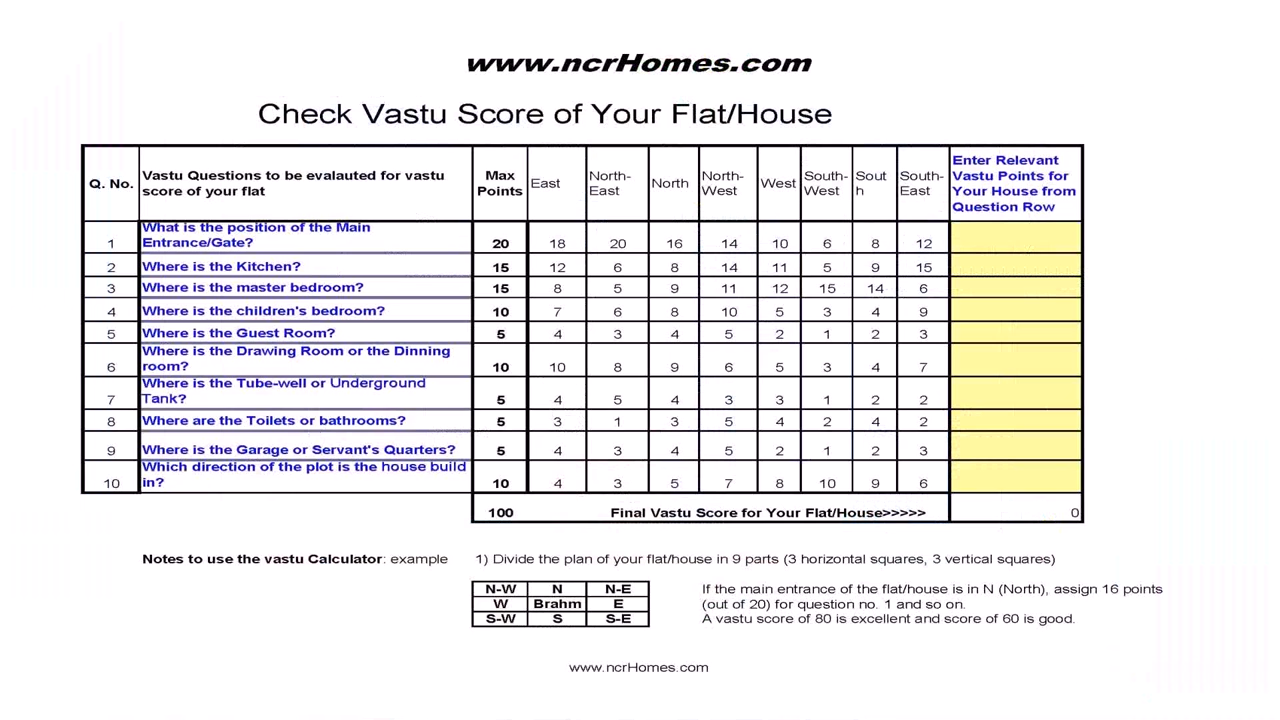 www.ncrHomes.com
Check Vastu Score of Your Flat/House
Q. No. Vastu Questions to be evalauted for vastu score of your flat Max Points East North-East North North-West West South-West South South-East Enter Relevant Vastu Points for Your House from Question Row
1 What is the position of the Main Entrance/Gate? 20 18 20 16 14 10 6 8 12
2 Where is the Kitchen? 15 12 6 8 14 11 5 9 15
3 Where is the master bedroom? 15 8 5 9 11 12 15 14 6
4 Where is the children's bedroom? 10 7 6 8 10 5 3 4 9
5 Where is the Guest Room? 5 4 3 4 5 2 1 2 3
6 Where is the Drawing Room or the Dinning room? 10 10 8 9 6 5 3 4 7
7 Where is the Tube-well or Underground Tank? 5 4 5 4 3 3 1 2 2
8 Where are the Toilets or bathrooms? 5 3 1 3 5 4 2 4 2
9 Where is the Garage or Servant's Quarters? 5 4 3 4 5 2 1 2 3
10 Which direction of the plot is the house build in? 10 4 3 5 7 8 10 9 6
100 Final Vastu Score for Your Flat/House>>>>> 0
Notes to use the vastu Calculator: example 1) Divide the plan of your flat/house in 9 parts (3 horizontal squares, 3 vertical squares)
N-W N N-E
W Brahm E
S-W S S-E
If the main entrance of the flat/house is in N (North), assign 16 points
(out of 20) for question no. 1 and so on.
A vastu score of 80 is excellent and score of 60 is good.
www.ncrHomes.com